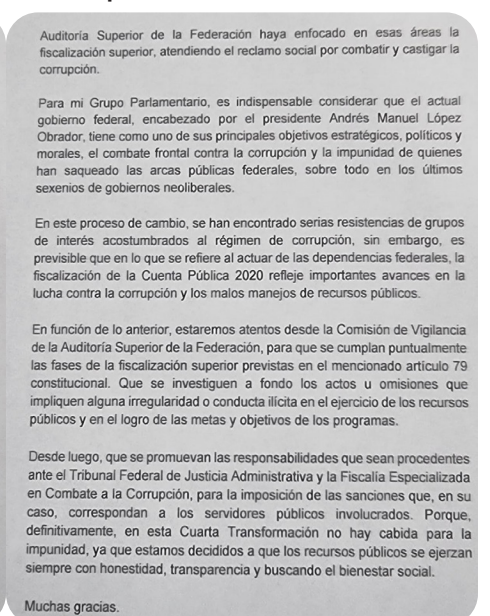 Auditoría Superior de la Federación haya enfocado en esas áreas la
fiscalización superior, atendiendo el reclamo social por combatir y castigar la
corrupción.
Para mi Grupo Parlamentario, es indispensable considerar que el actual
gobierno federal, encabezado por el presidente Andrés Manuel López
Obrador, tiene como uno de sus principales objetivos estratégicos, políticos y
morales, el combate frontal contra la corrupción y la impunidad de quienes
han saqueado las arcas públicas federales, sobre todo en los últimos
sexenios de gobiernos neoliberales.
En este proceso de cambio, se han encontrado serias resistencias de grupos
de interés acostumbrados al régimen de corrupción, sin embargo, es
previsible que en lo que se refiere al actuar de las dependencias federales, la
fiscalización de la Cuenta Pública 2020 refleje importantes avances en la
lucha contra la corrupción y los malos manejos de recursos públicos.
En función de lo anterior, estaremos atentos desde la Comisión de Vigilancia
de la Auditoría Superior de la Federación, para que se cumplan puntualmente
las fases de la fiscalización superior previstas en el mencionado artículo 79
constitucional. Que se investiguen a fondo los actos u omisiones que
impliquen alguna irregularidad o conducta ilícita en el ejercicio de los recursos
públicos y en el logro de las metas y objetivos de los programas.
Desde luego, que se promuevan las responsabilidades que sean procedentes
ante el Tribunal Federal de Justicia Administrativa y la Fiscalía Especializada
en Combate a la Corrupción, para la imposición de las sanciones que, en su
caso, correspondan a los servidores públicos involucrados. Porque,
definitivamente, en esta Cuarta Transformación no hay cabida para la
impunidad, ya que estamos decididos a que los recursos públicos se ejerzan
siempre con honestidad, transparencia y buscando el bienestar social.
Muchas gracias.